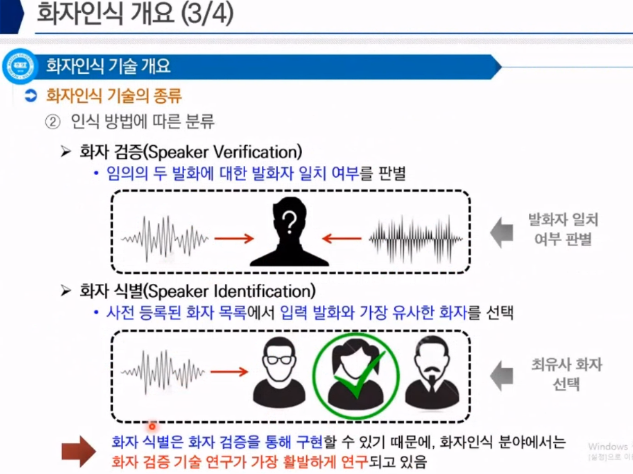 화자인식 개요 (3/4)
화자인식 기술 개요
화자인식 기술의 종류
② 인식 방법에 따른 분류
화자 검증(Speaker Verification)
임의의 두 발화에 대한 발화자 일치 여부를 판별
?
발화자 일치
여부 판별
화자 식별(Speaker Identification)
사전 등록된 화자 목록에서 입력 발화와 가장 유사한 화자를 선택
최유사 화자
선택
화자 식별은 화자 검증을 통해 구현할 수 있기 때문에, 화자인식 분야에서는
화자 검증 기술 연구가 가장 활발하게 연구되고 있음
Windows